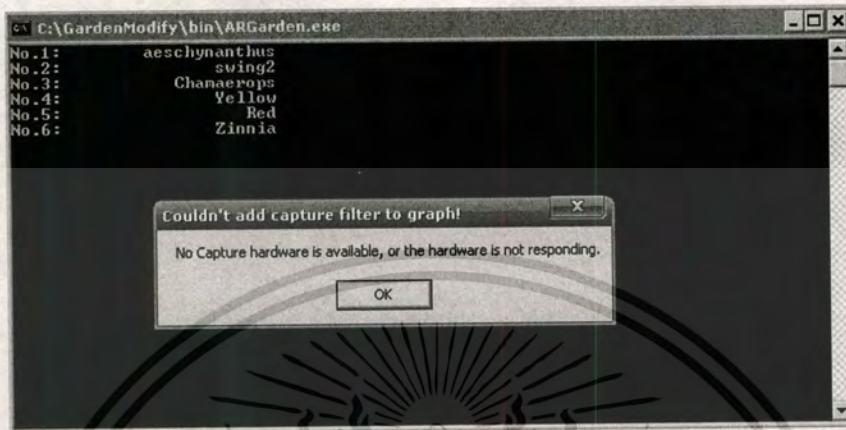 C:\GardenModify\bin\ARGarden.exe
No.1: aeschynanthus
No.2: swing2
No.3: Chamaerops
No.4: Yellow
No.5: Red
No.6: Zinnia
Couldn't add capture filter to graph!
No Capture hardware is available, or the hardware is not responding.
OK